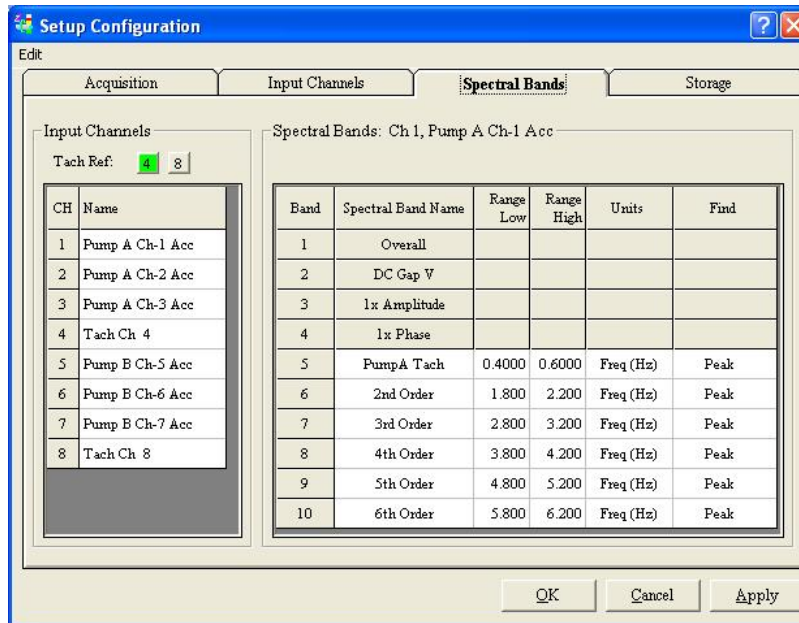 Setup Configuration
Edit
Acquisition Input Channels Spectral Bands Storage
Input Channels
Tach Ref: 4 8
CH Name
1 Pump A Ch-1 Acc
2 Pump A Ch-2 Acc
3 Pump A Ch-3 Acc
4 Tach Ch 4
5 Pump B Ch-5 Acc
6 Pump B Ch-6 Acc
7 Pump B Ch-7 Acc
8 Tach Ch 8
Spectral Bands: Ch 1, Pump A Ch-1 Acc
Band Spectral Band Name Range Low Range High Units Find
1 Overall
2 DC Gap V
3 1x Amplitude
4 1x Phase
5 PumpA Tach 0.4000 0.6000 Freq (Hz) Peak
6 2nd Order 1.800 2.200 Freq (Hz) Peak
7 3rd Order 2.800 3.200 Freq (Hz) Peak
8 4th Order 3.800 4.200 Freq (Hz) Peak
9 5th Order 4.800 5.200 Freq (Hz) Peak
10 6th Order 5.800 6.200 Freq (Hz) Peak
OK Cancel Apply